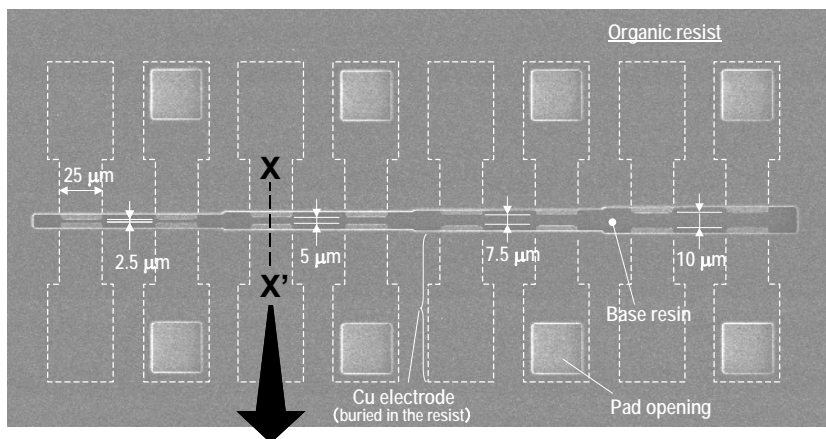 Organic resist
X
25 μm
2.5 μm
5 μm
7.5 μm
10 μm
X'
Base resin
Cu electrode
(buried in the resist)
Pad opening